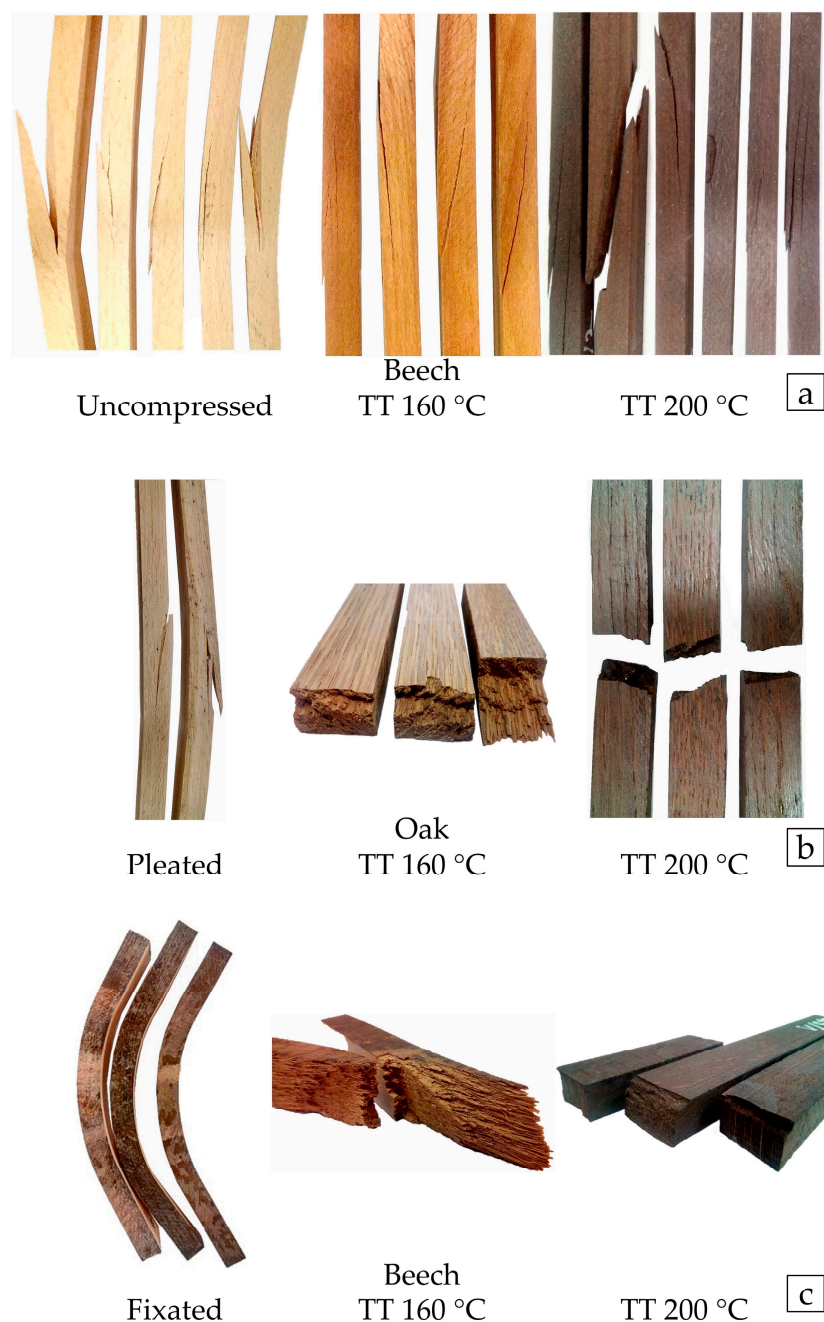 Beech
Uncompressed TT 160 °C TT 200 °C a
Oak
Pleated TT 160 °C TT 200 °C b
Beech
Fixated TT 160 °C TT 200 °C c